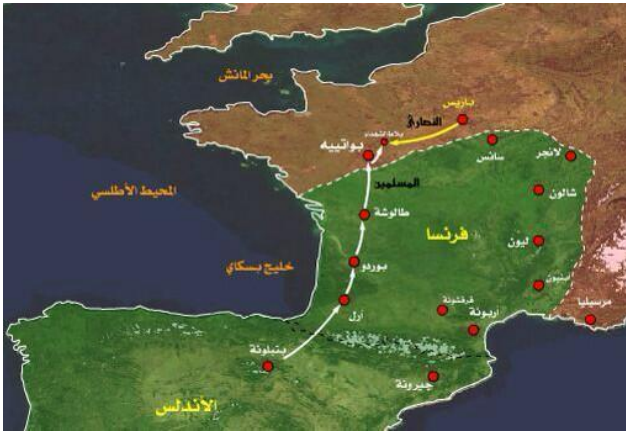 بحر المانش
باريس
النصارى
بلاط الشهداء
بواتييه
سانس
لانجر
المسلمين
شالون
المحيط الأطلسي
طالوشة
فرنسا
ليون
خليج بسكاي
بوردو
مرسيليا
قرقشونة
أربونة
أرل
بنبلونة
جيرونة
الأندلس